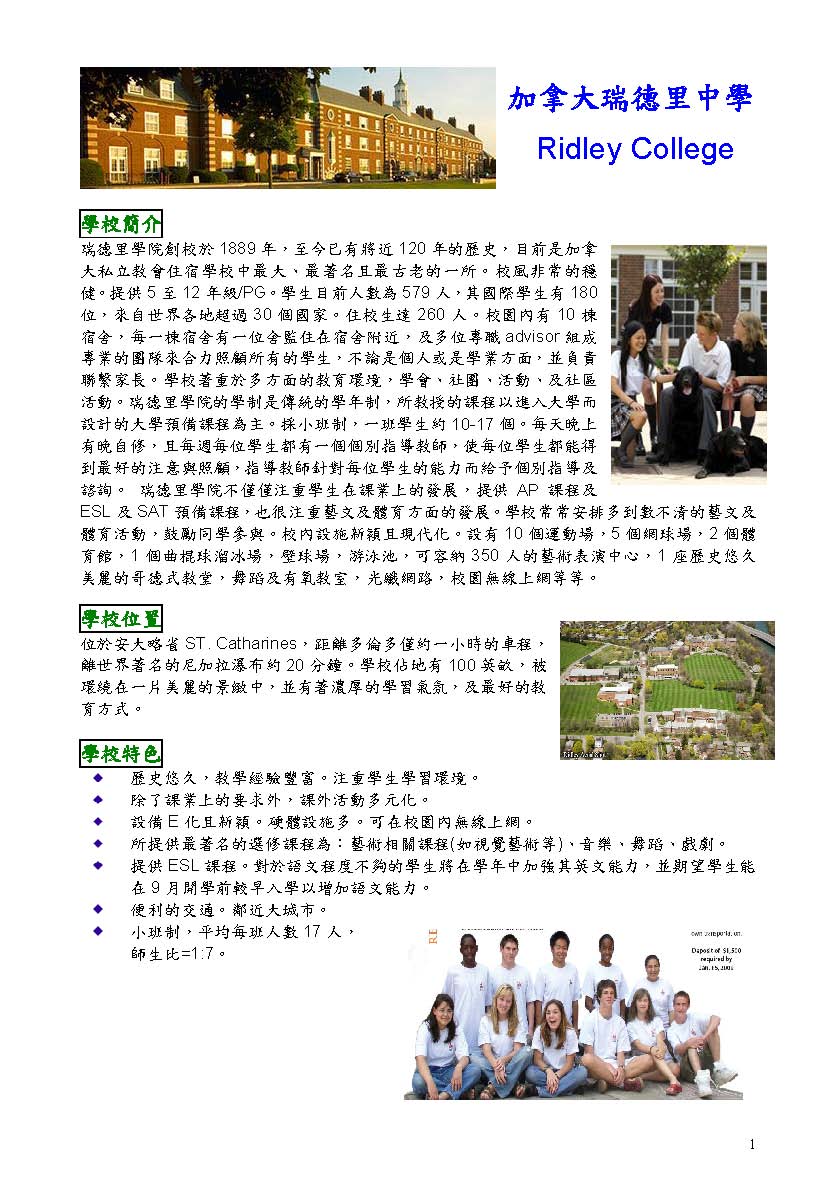 加拿大瑞德里中學
Ridley College
學校簡介
瑞德里學院創校於 1889 年，至今已有將近 120 年的歷史，目前是加拿
大私立教會住宿學校中最大、最著名且最古老的一所。校風非常的穩
健。提供 5 至 12 年級/PG。學生目前人數為 579 人，其國際學生有 180
位，來自世界各地超過 30 個國家。住校生達 260 人。校園內有 10 棟
宿舍，每一棟宿舍有一位舍監住在宿舍附近，及多位專職 advisor 組成
專業的團隊來合力照顧所有的學生，不論是個人或是學業方面，並負責
聯繫家長。學校著重於多方面的教育環境，學會、社團、活動、及社區
活動。瑞德里學院的學制是傳統的學年制，所教授的課程以進入大學而
設計的大學預備課程為主。採小班制，一班學生約 10-17 個。每天晚上
有晚自修，且每週每位學生都有一個個別指導教師，使每位學生都能得
到最好的注意與照顧，指導教師針對每位學生的能力而給予個別指導及
諮詢。 瑞德里學院不僅僅注重學生在課業上的發展，提供 AP 課程及
ESL 及 SAT 預備課程，也很注重藝文及體育方面的發展。學校常常安排多到數不清的藝文及
體育活動，鼓勵同學參與。校內設施新穎且現代化。設有 10 個運動場，5 個網球場，2 個體
育館，1 個曲棍球溜冰場，壁球場，游泳池，可容納 350 人的藝術表演中心，1 座歷史悠久
美麗的哥德式教堂，舞蹈及有氧教室，光纖網路，校園無線上網等等。
學校位置
位於安大略省 ST. Catharines，距離多倫多僅約一小時的車程，
離世界著名的尼加拉瀑布約 20 分鐘。學校佔地有 100 英畝，被
環繞在一片美麗的景緻中，並有著濃厚的學習氣氛，及最好的教
育方式。
學校特色
◆ 歷史悠久，教學經驗豐富。注重學生學習環境。
◆ 除了課業上的要求外，課外活動多元化。
◆ 設備 E 化且新穎。硬體設施多。可在校園內無線上網。
◆ 所提供最著名的選修課程為：藝術相關課程(如視覺藝術等)、音樂、舞蹈、戲劇。
◆ 提供 ESL 課程。對於語文程度不夠的學生將在學年中加強其英文能力，並期望學生能
在 9 月開學前較早入學以增加語文能力。
◆ 便利的交通。鄰近大城市。
◆ 小班制，平均每班人數 17 人，
師生比=1:7。
RE
own transportation.
Deposit of $1,500
required by
1